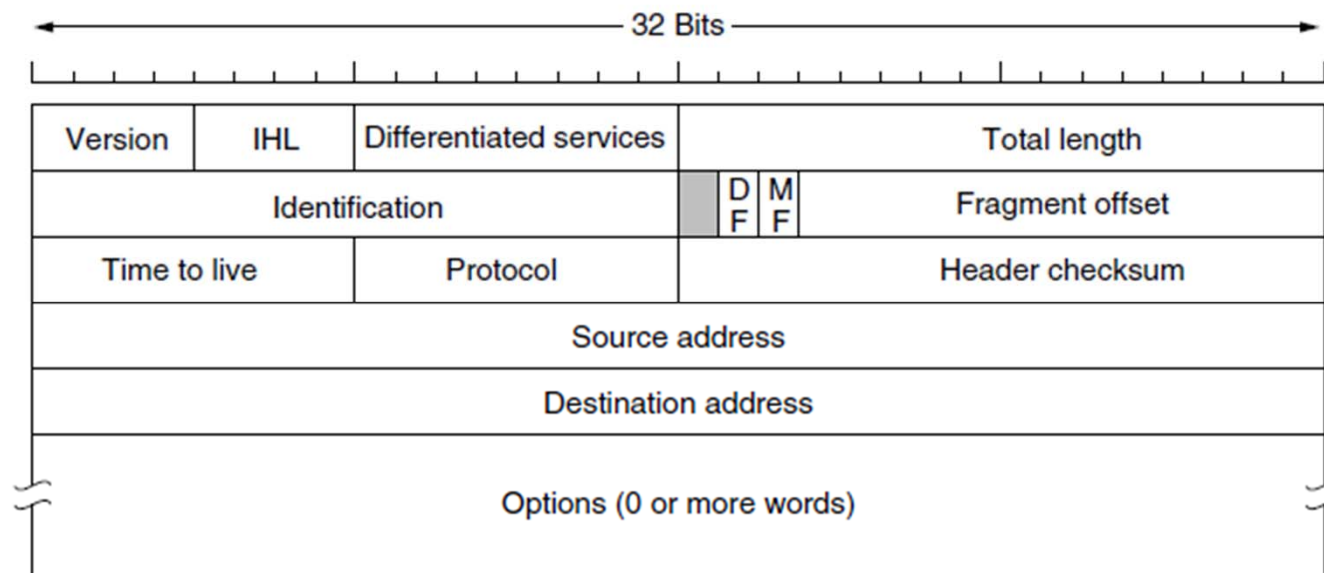 32 Bits
Version IHL Differentiated services Total length
Identification D F M F Fragment offset
Time to live Protocol Header checksum
Source address
Destination address
Options (0 or more words)